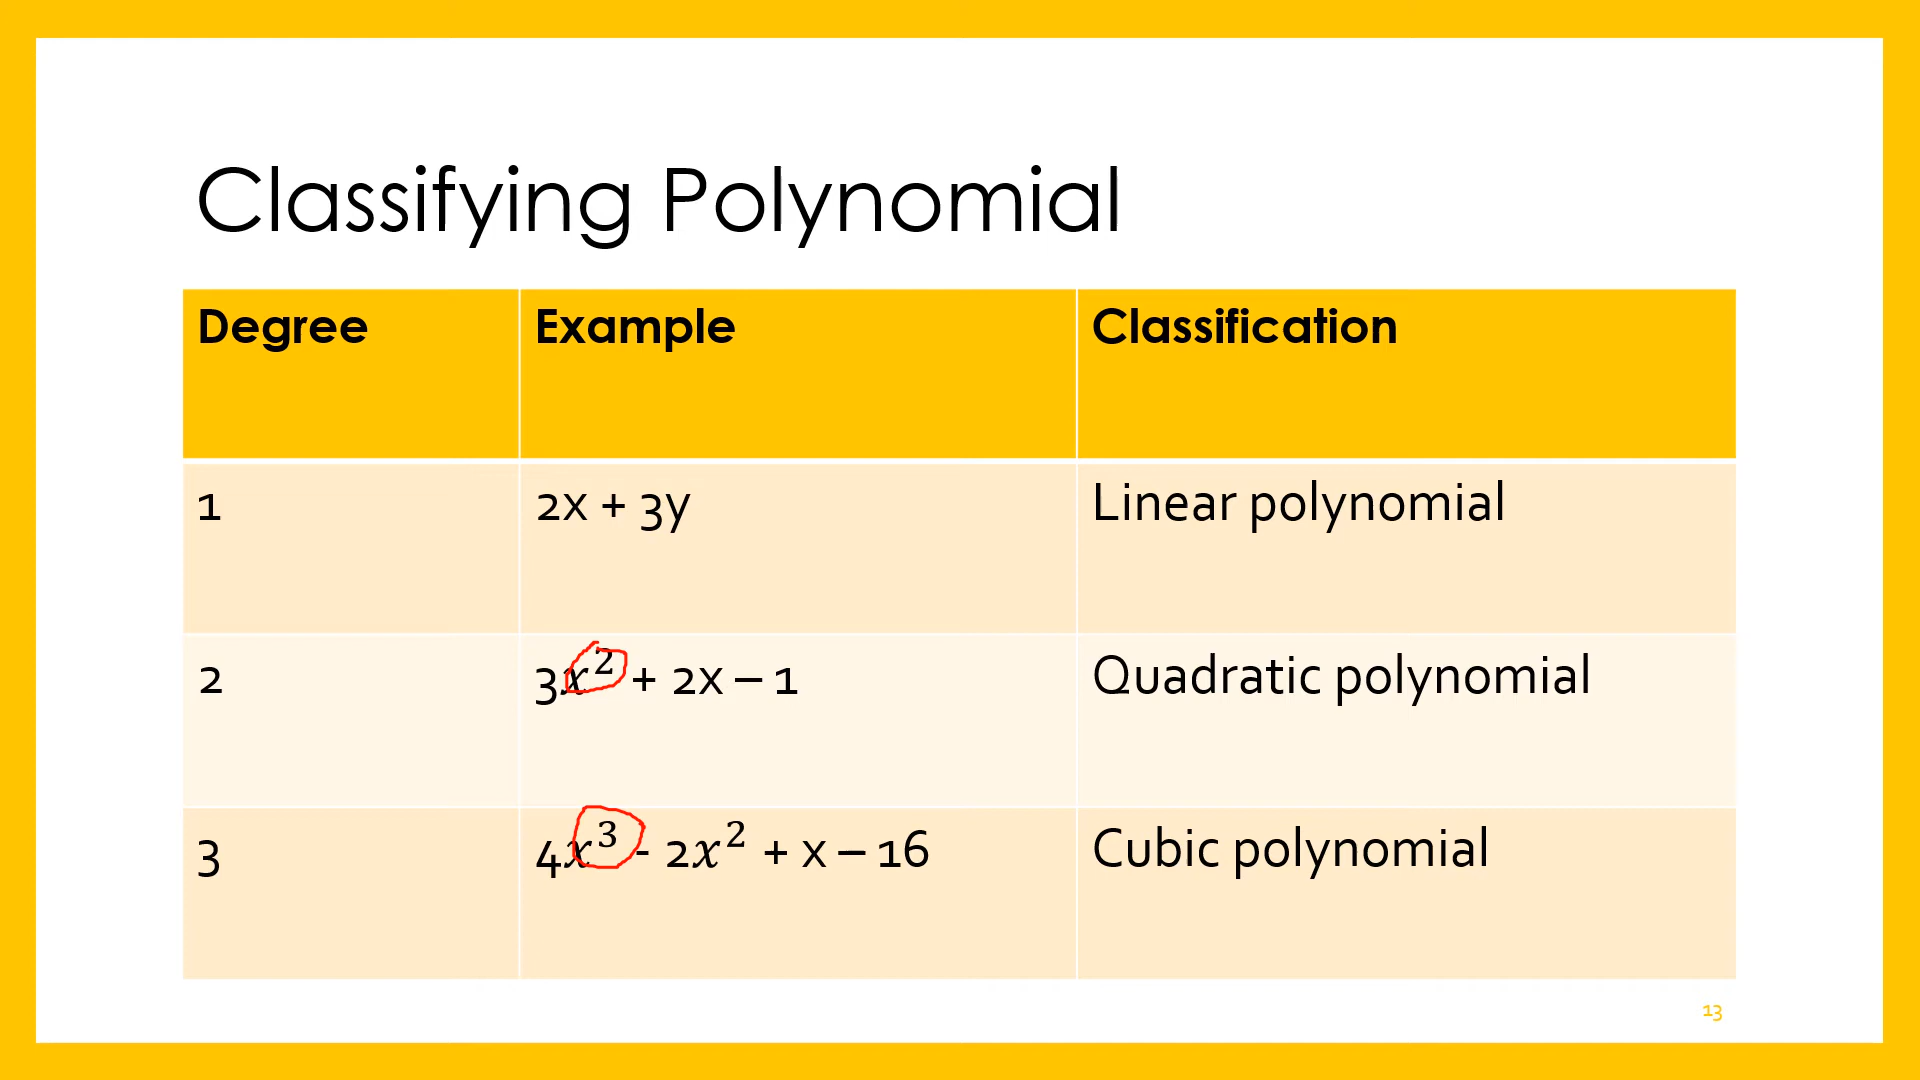 Classifying Polynomial
Degree Example Classification
1 2x + 3y Linear polynomial
2 3x² + 2x – 1 Quadratic polynomial
3 4x³ - 2x² + x – 16 Cubic polynomial
13